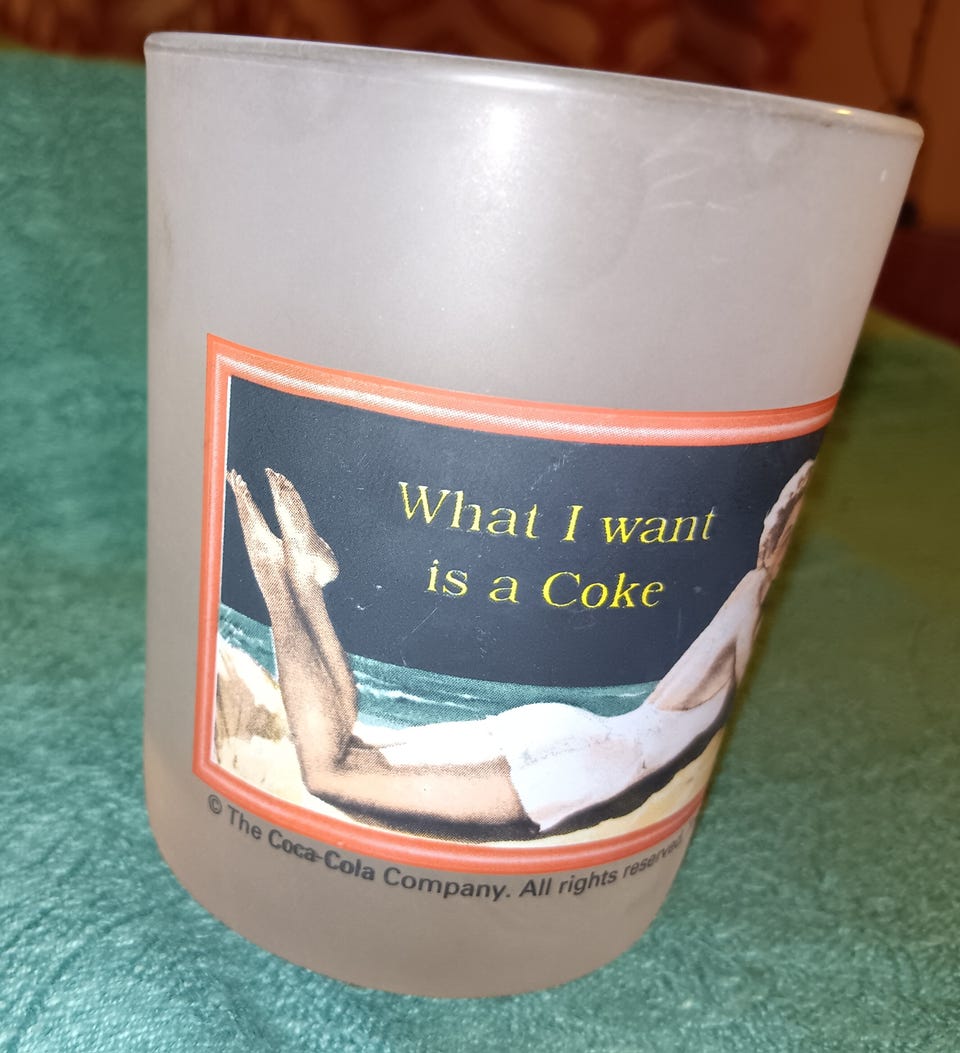 What I want
is a Coke
© The Coca-Cola Company. All rights reserved.